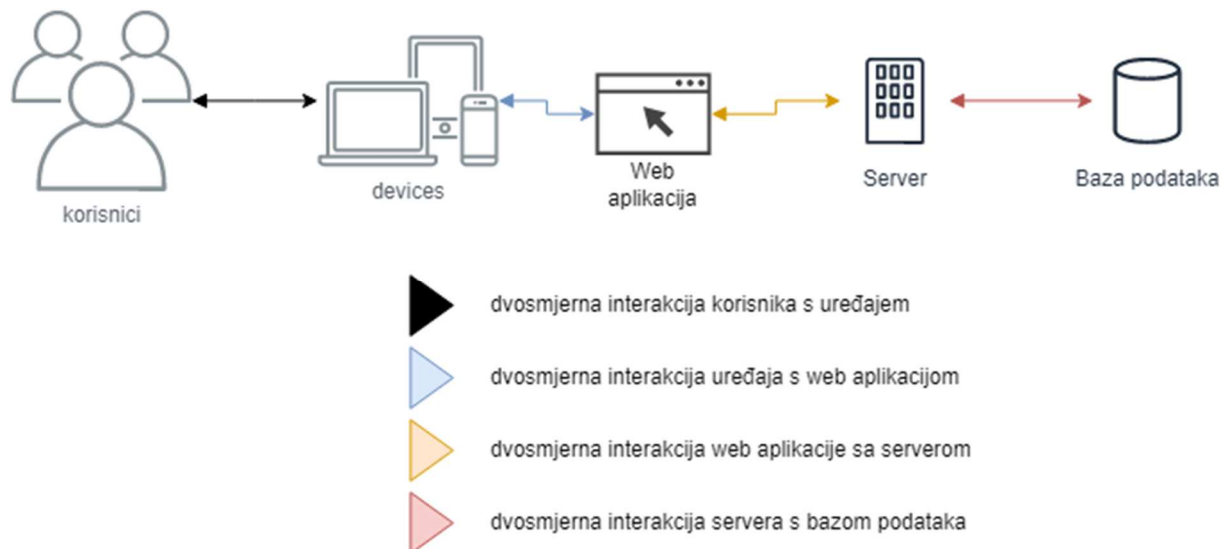 korisnici
devices
Web
aplikacija
Server
Baza podataka
dvosmjerna interakcija korisnika s uređajem
dvosmjerna interakcija uređaja s web aplikacijom
dvosmjerna interakcija web aplikacije sa serverom
dvosmjerna interakcija servera s bazom podataka